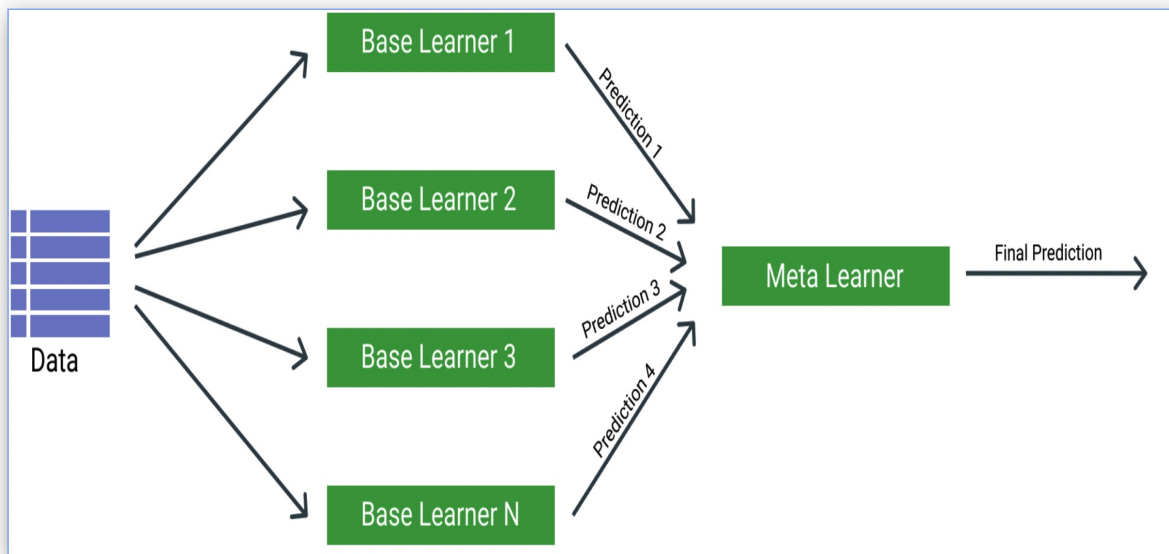 Base Learner 1
Prediction 1
Base Learner 2
Prediction 2
Data
Meta Learner
Final Prediction
Prediction 3
Base Learner 3
Prediction 4
Base Learner N